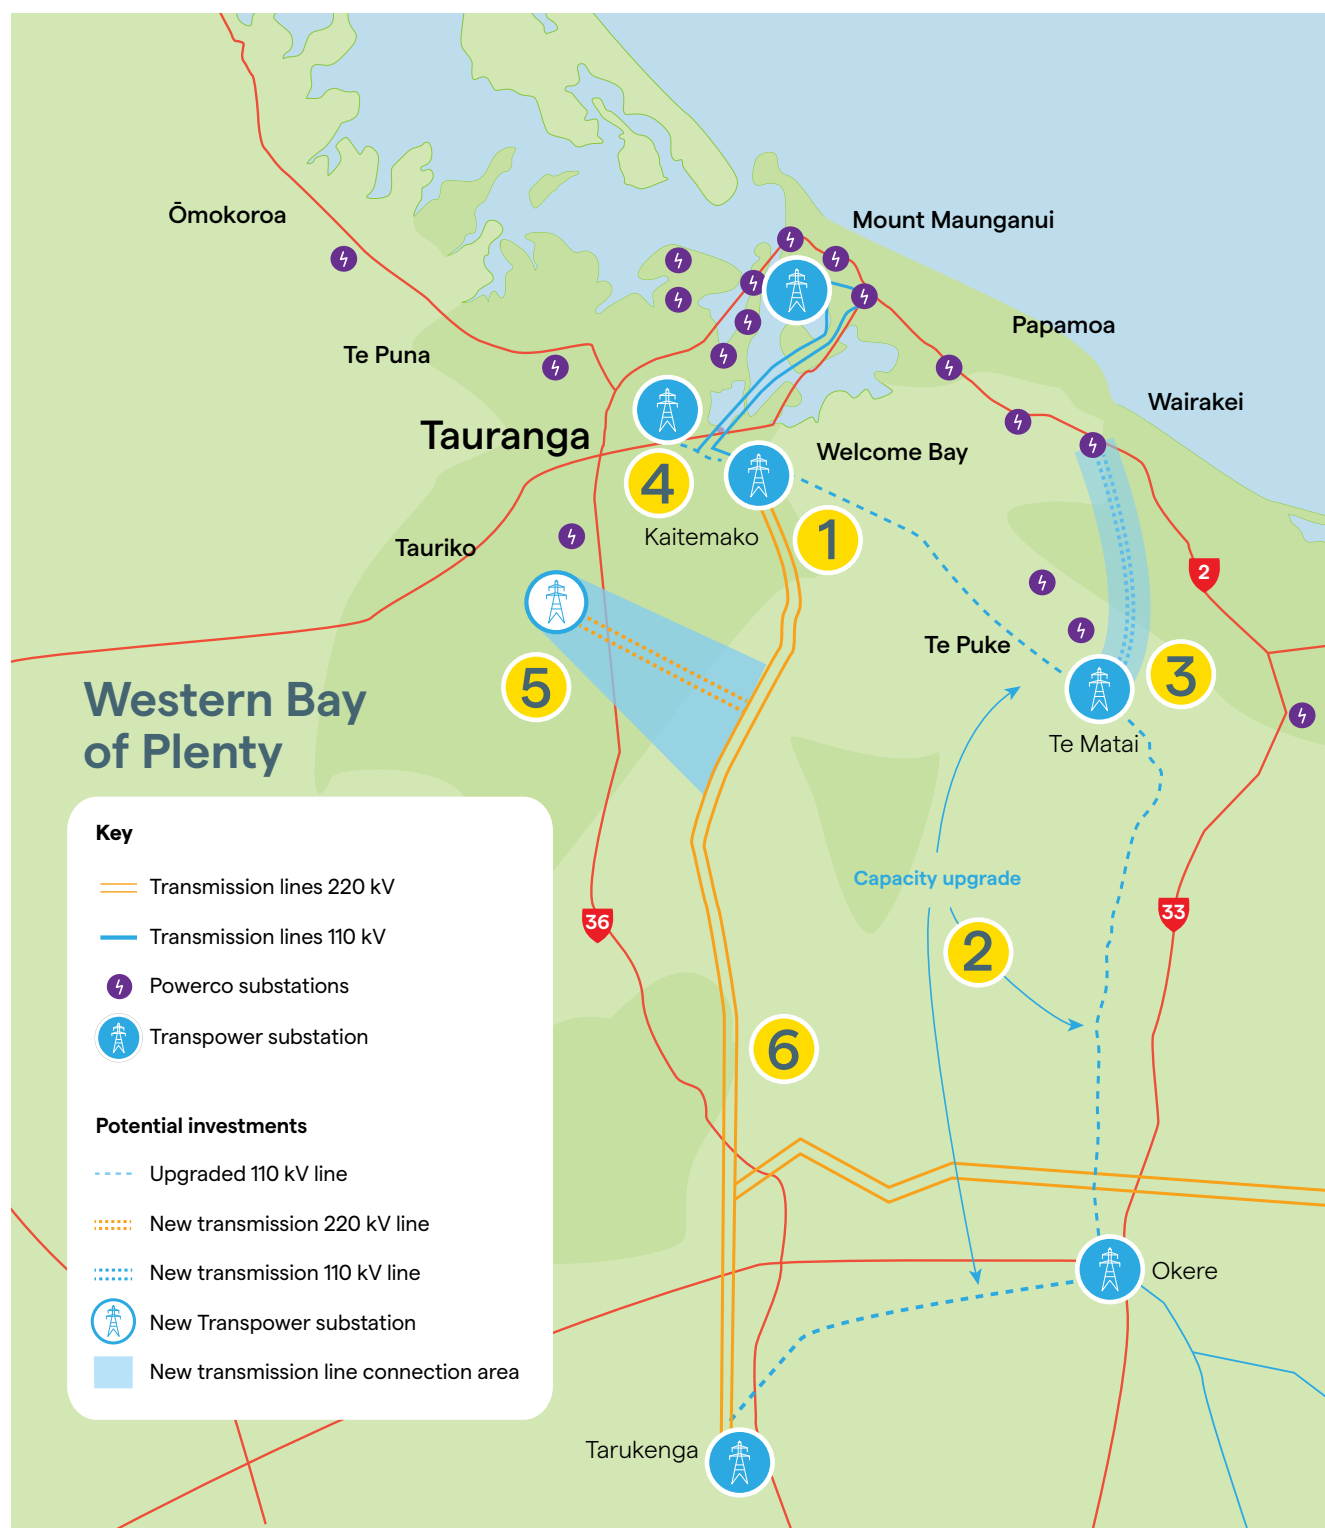 Ōmokoroa
Mount Maunganui
Papamoa
Te Puna
Wairakei
Tauranga
Welcome Bay
4
Kaitemako
1
Tauriko
2
Te Puke
3
5
Western Bay
of Plenty
Te Matai
Key
Transmission lines 220 kV
Transmission lines 110 kV
Powerco substations
Transpower substation
Potential investments
Upgraded 110 kV line
New transmission 220 kV line
New transmission 110 kV line
New Transpower substation
New transmission line connection area
Capacity upgrade
36
33
2
6
Okere
Tarukenga